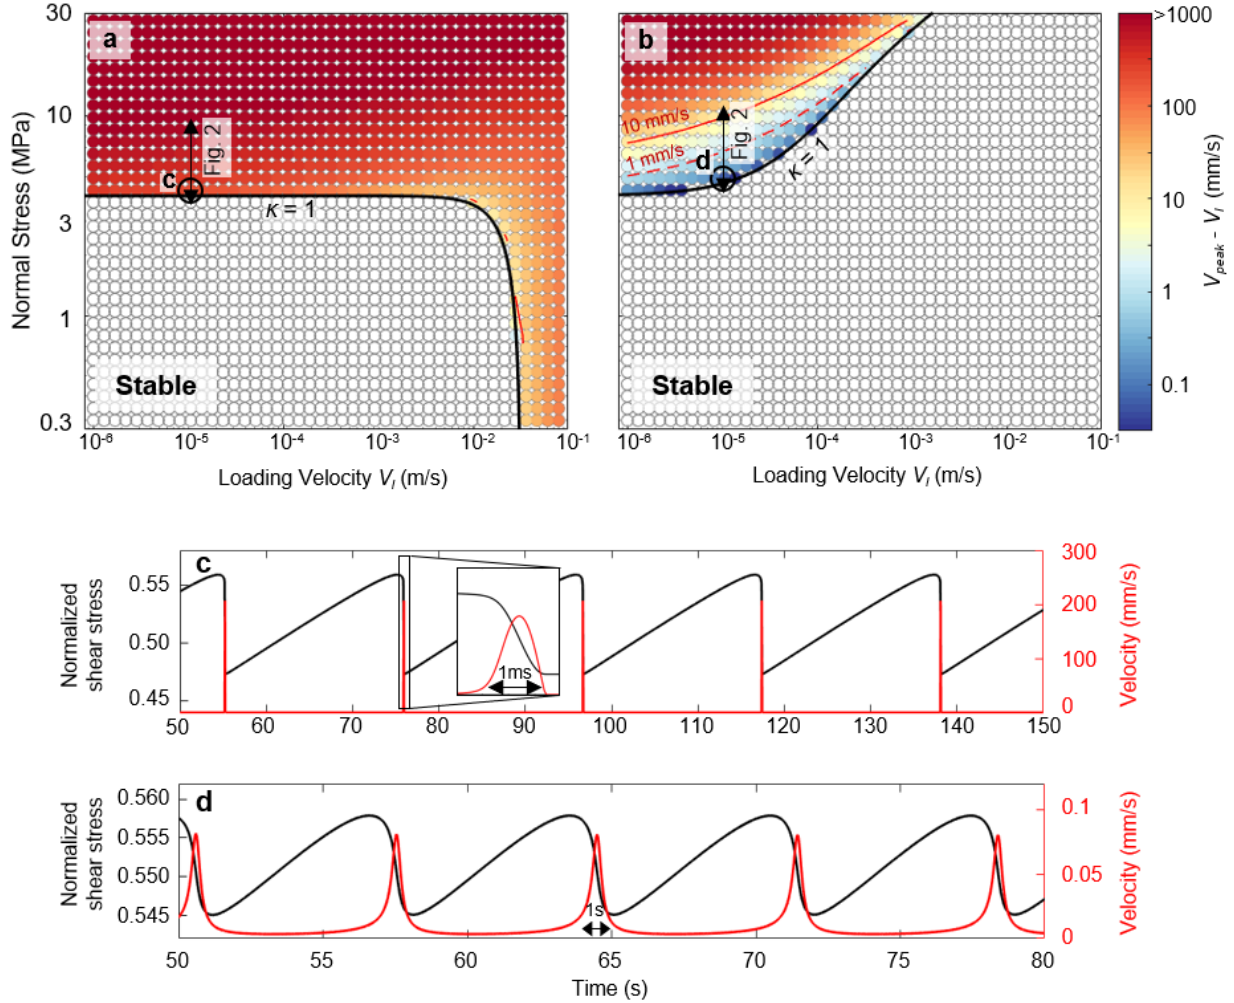 a
b
30
10
3
1
0.3
Normal Stress (MPa)
c
Fig. 2
κ = 1
Stable
10⁻⁶
10⁻⁵
10⁻⁴
10⁻³
10⁻²
10⁻¹
Loading Velocity Vₗ (m/s)
10 mm/s
1 mm/s
d
Fig. 2
κ = 1
Stable
10⁻⁶
10⁻⁵
10⁻⁴
10⁻³
10⁻²
10⁻¹
Loading Velocity Vₗ (m/s)
>1000
100
10
1
0.1
V_peak - Vₗ (mm/s)
c
Normalized
shear stress
0.55
0.50
0.45
1ms
300
200
100
0
Velocity (mm/s)
50 60 70 80 90 100 110 120 130 140 150
d
Normalized
shear stress
0.560
0.555
0.550
0.545
1s
0.1
0.05
0
Velocity (mm/s)
50 55 60 65 70 75 80
Time (s)